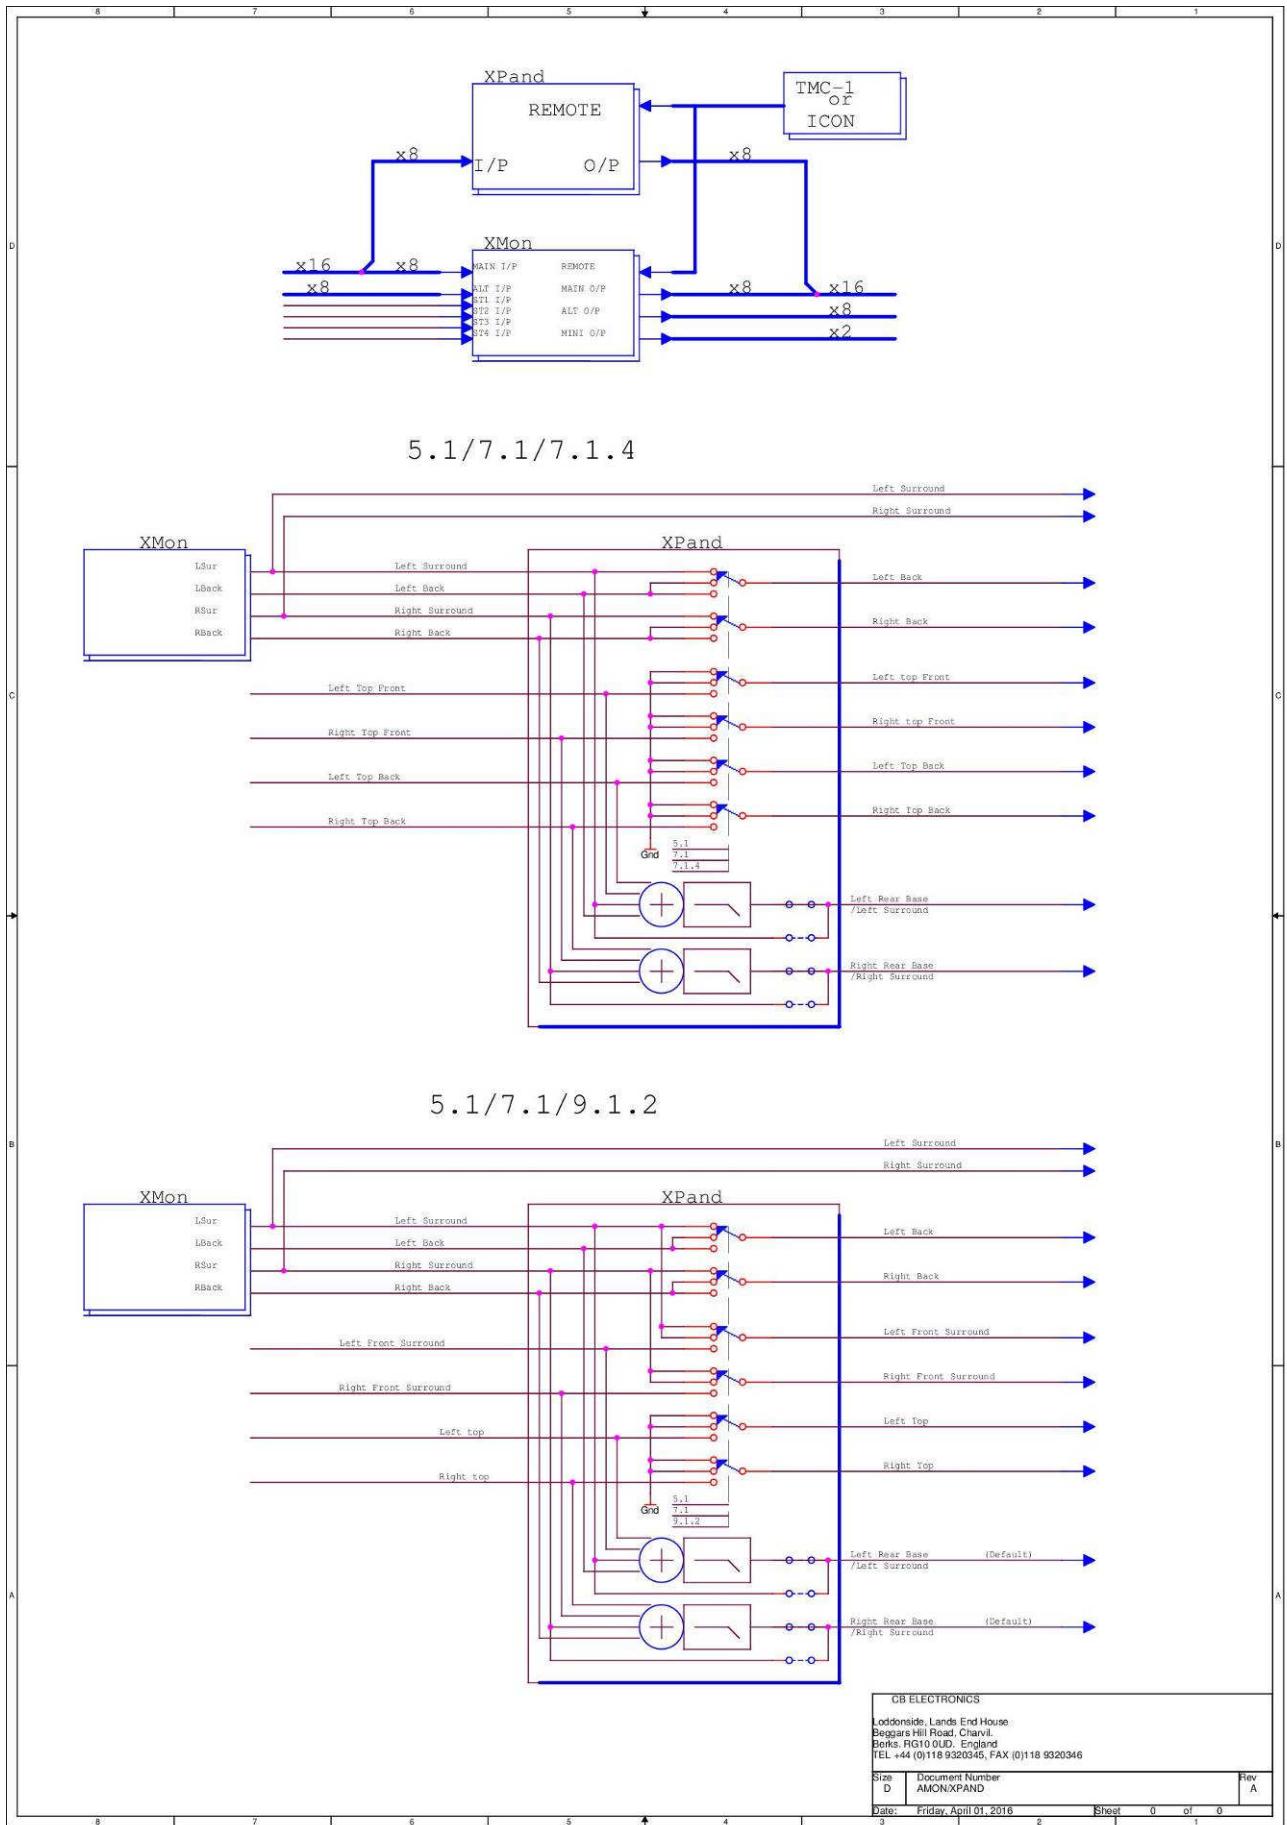 8 7 6 5 4 3 2 1
XPand
REMOTE
TMC-1
or
ICON
x8
I/P
O/P
x8
D
D
XMon
x16
x8
MAIN I/P
REMOTE
x8
ALT I/P
MAIN O/P
x8
x16
ST1 I/P
ST2 I/P
ALT O/P
x8
ST3 I/P
ST4 I/P
MINI O/P
x2
5.1/7.1/7.1.4
Left Surround
Right Surround
XMon
XPand
LSur
Left Surround
Left Back
LBack
Left Back
RSur
Right Surround
Right Back
RBack
Right Back
Left Top Front
Left top Front
C
C
Right Top Front
Right top Front
Left Top Back
Left Top Back
Right Top Back
Right Top Back
Gnd
5.1
7.1
7.1.4
Left Rear Base
/Left Surround
Right Rear Base
/Right Surround
5.1/7.1/9.1.2
B
B
Left Surround
Right Surround
XMon
XPand
LSur
Left Surround
Left Back
LBack
Left Back
RSur
Right Surround
Right Back
RBack
Right Back
Left Front Surround
Left Front Surround
Right Front Surround
Right Front Surround
Left top
Left Top
Right top
Right Top
Gnd
5.1
7.1
9.1.2
Left Rear Base (Default)
/Left Surround
A
A
Right Rear Base (Default)
/Right Surround
CB ELECTRONICS
Loddonside, Lands End House
Beggars Hill Road, Charvil.
Berks. RG10 0UD. England
TEL +44 (0)118 9320345, FAX (0)118 9320346
Size
D
Document Number
AMON/XPAND
Rev
A
Date: Friday, April 01, 2016 Sheet 0 of 0
8 7 6 5 4 3 2 1